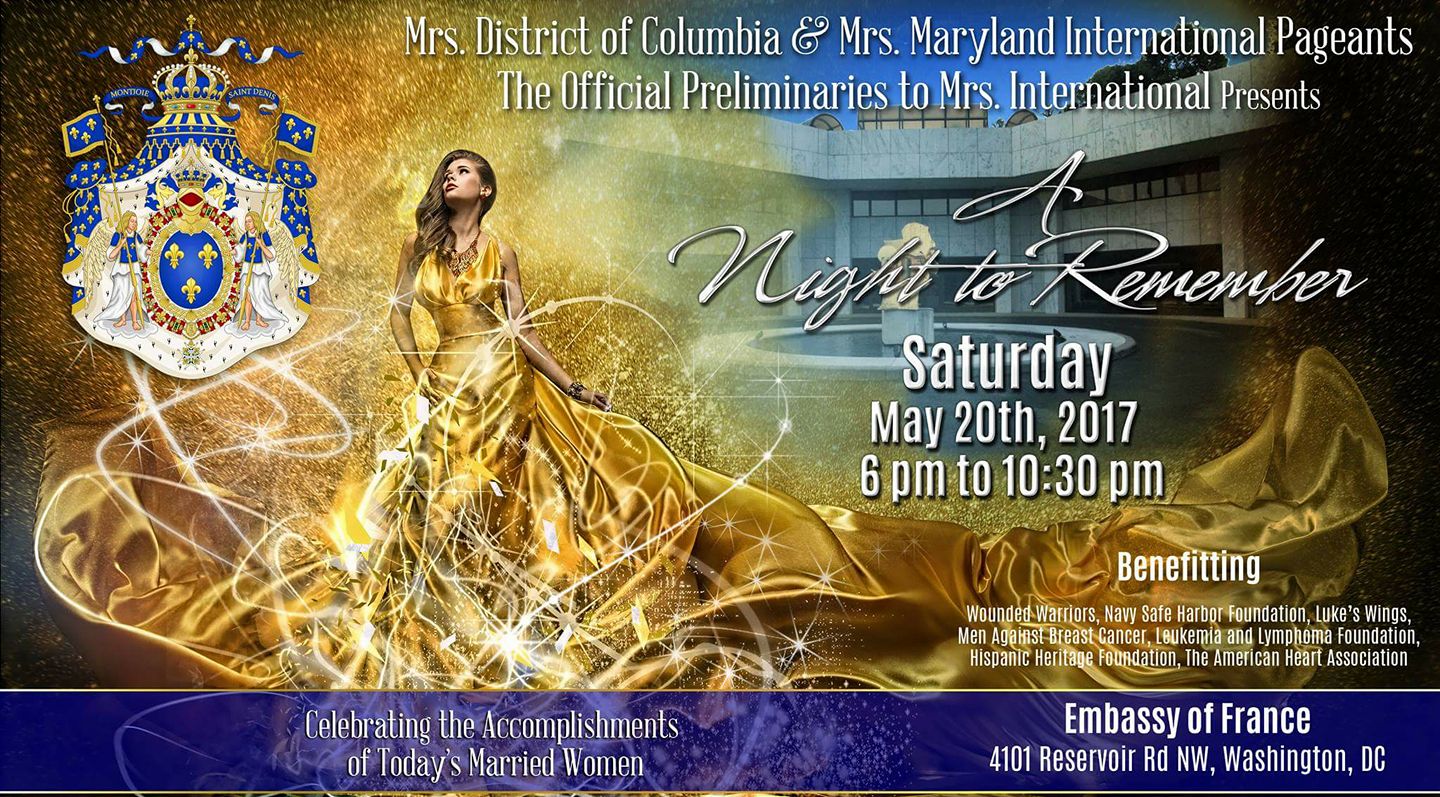 MONTJOIE SAINT DENIS
Mrs. District of Columbia & Mrs. Maryland International Pageants
The Official Preliminaries to Mrs. International Presents
A
Night to Remember
Saturday
May 20th, 2017
6 pm to 10:30 pm
Benefitting
Wounded Warriors, Navy Safe Harbor Foundation, Luke's Wings,
Men Against Breast Cancer, Leukemia and Lymphoma Foundation,
Hispanic Heritage Foundation, The American Heart Association
Celebrating the Accomplishments
of Today's Married Women
Embassy of France
4101 Reservoir Rd NW, Washington, DC